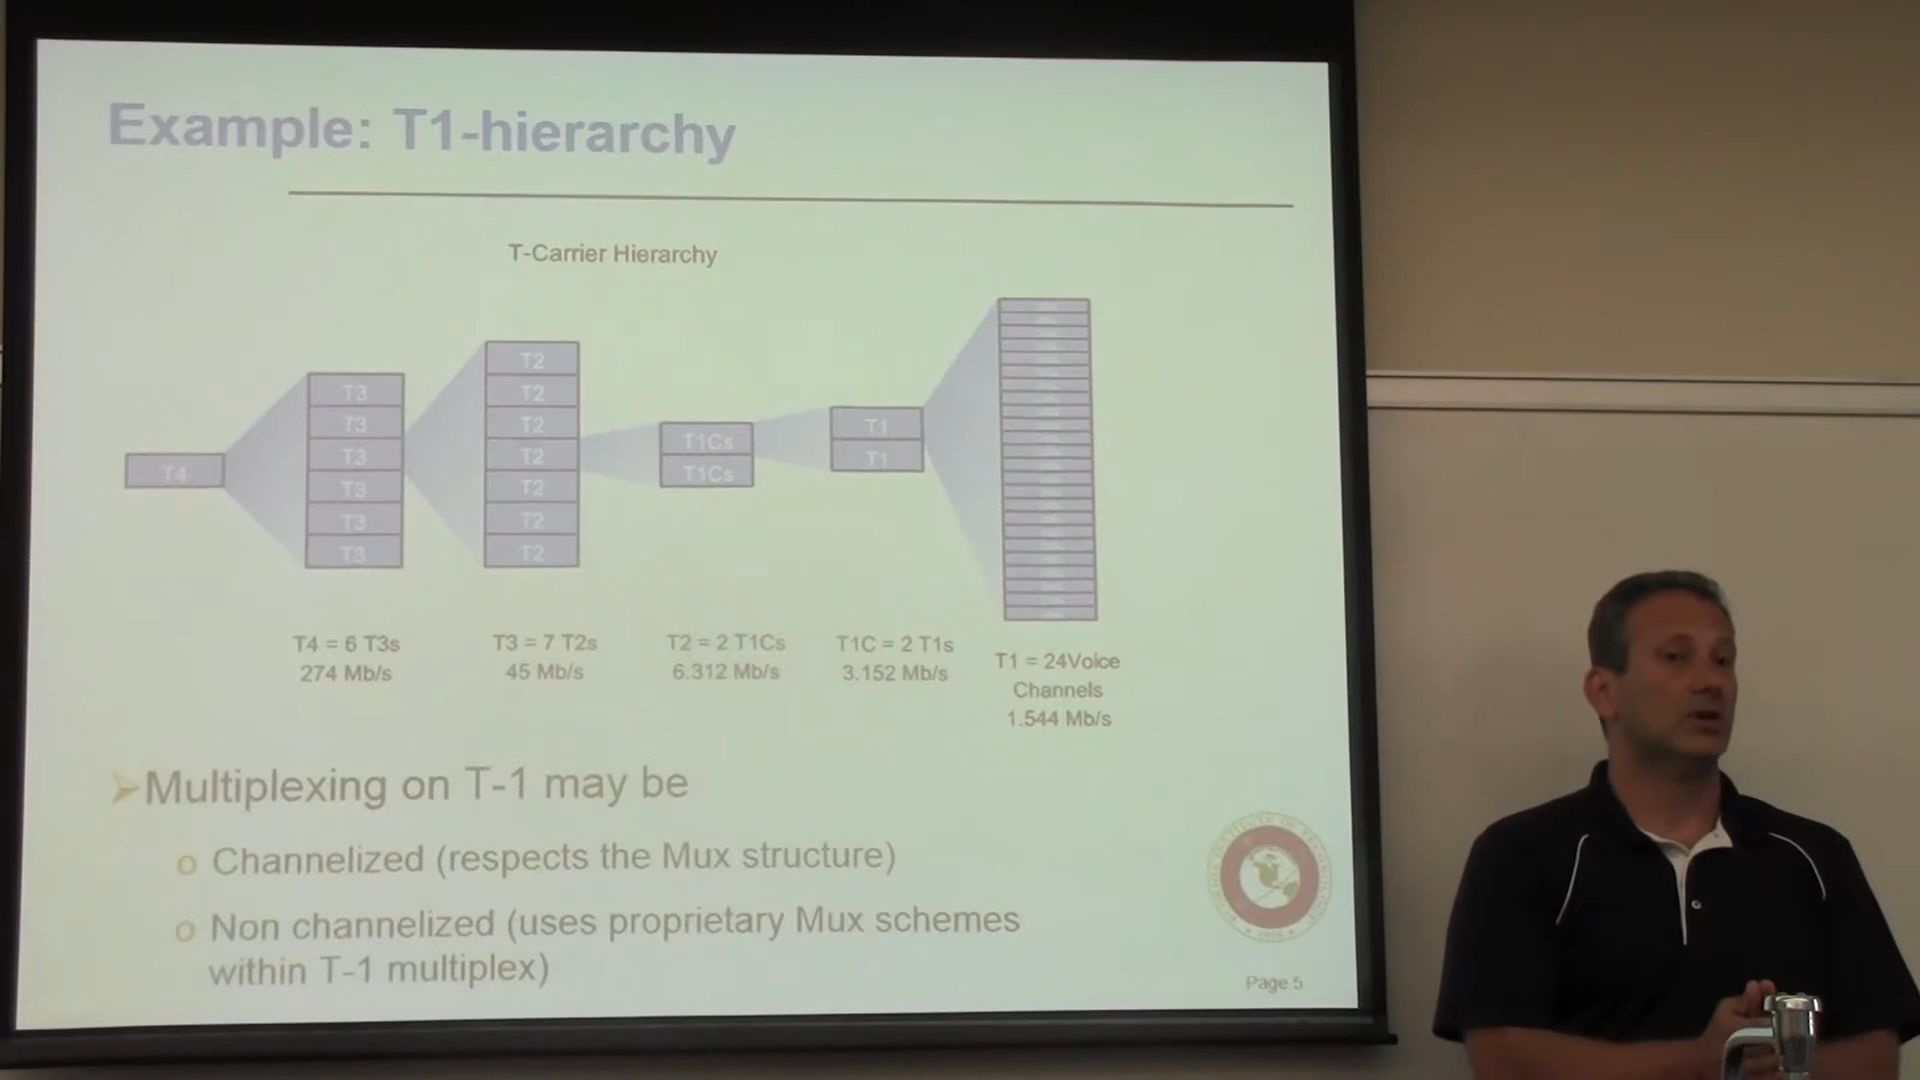 Example: T1-hierarchy
T-Carrier Hierarchy
T4
T3
T3
T3
T3
T3
T3
T2
T2
T2
T2
T2
T2
T2
T1Cs
T1Cs
T1
T1
T4 = 6 T3s
274 Mb/s
T3 = 7 T2s
45 Mb/s
T2 = 2 T1Cs
6.312 Mb/s
T1C = 2 T1s
3.152 Mb/s
T1 = 24Voice
Channels
1.544 Mb/s
Multiplexing on T-1 may be
o Channelized (respects the Mux structure)
o Non channelized (uses proprietary Mux schemes
within T-1 multiplex)
Page 5